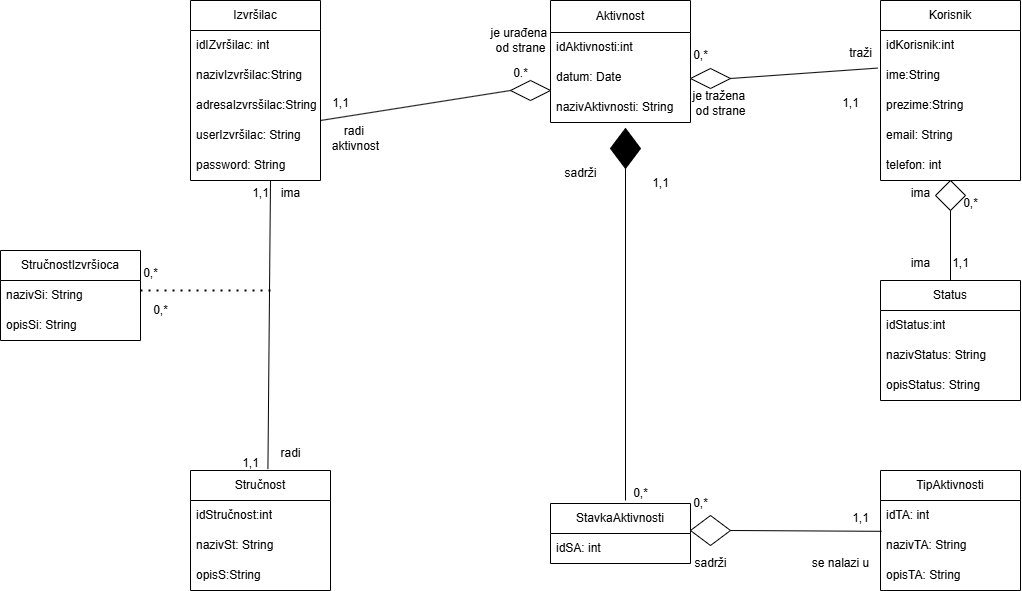 Izvršilac
idIZvršilac: int
nazivIzvršilac:String
adresaIzvsršilac:String
userIzvršilac: String
password: String
1,1
radi
aktivnost
je urađena
od strane
0.*
Aktivnost
idAktivnosti:int
datum: Date
nazivAktivnosti: String
0,*
je tražena
od strane
traži
1,1
Korisnik
idKorisnik:int
ime:String
prezime:String
email: String
telefon: int
ima
0,*
ima
1,1
Status
idStatus:int
nazivStatus: String
opisStatus: String
sadrži
1,1
1,1
ima
StručnostIzvršioca
nazivSi: String
opisSi: String
0,*
0,*
radi
1,1
Stručnost
idStručnost:int
nazivSt: String
opisS:String
0,*
StavkaAktivnosti
idSA: int
0,*
sadrži
1,1
se nalazi u
TipAktivnosti
idTA: int
nazivTA: String
opisTA: String